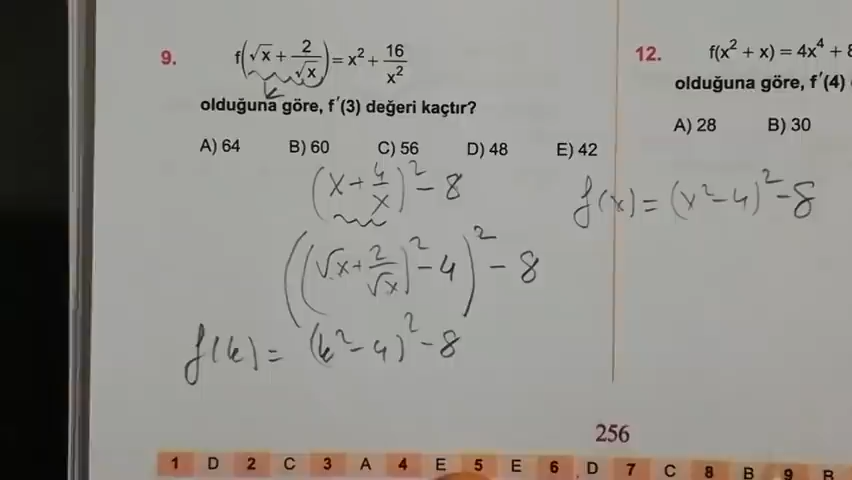 9. f(√x + 2/√x) = x² + 16/x²
olduğuna göre, f′(3) değeri kaçtır?
A) 64 B) 60 C) 56 D) 48 E) 42
(x + 4/x)² − 8
((√x + 2/√x)² − 4)² − 8
f(k) = (k² − 4)² − 8
12. f(x² + x) = 4x⁴ + 8
olduğuna göre, f′(4)
A) 28 B) 30
f(x) = (x² − 4)² − 8
256
1 D 2 C 3 A 4 E 5 E 6 D 7 C 8 B 9 B